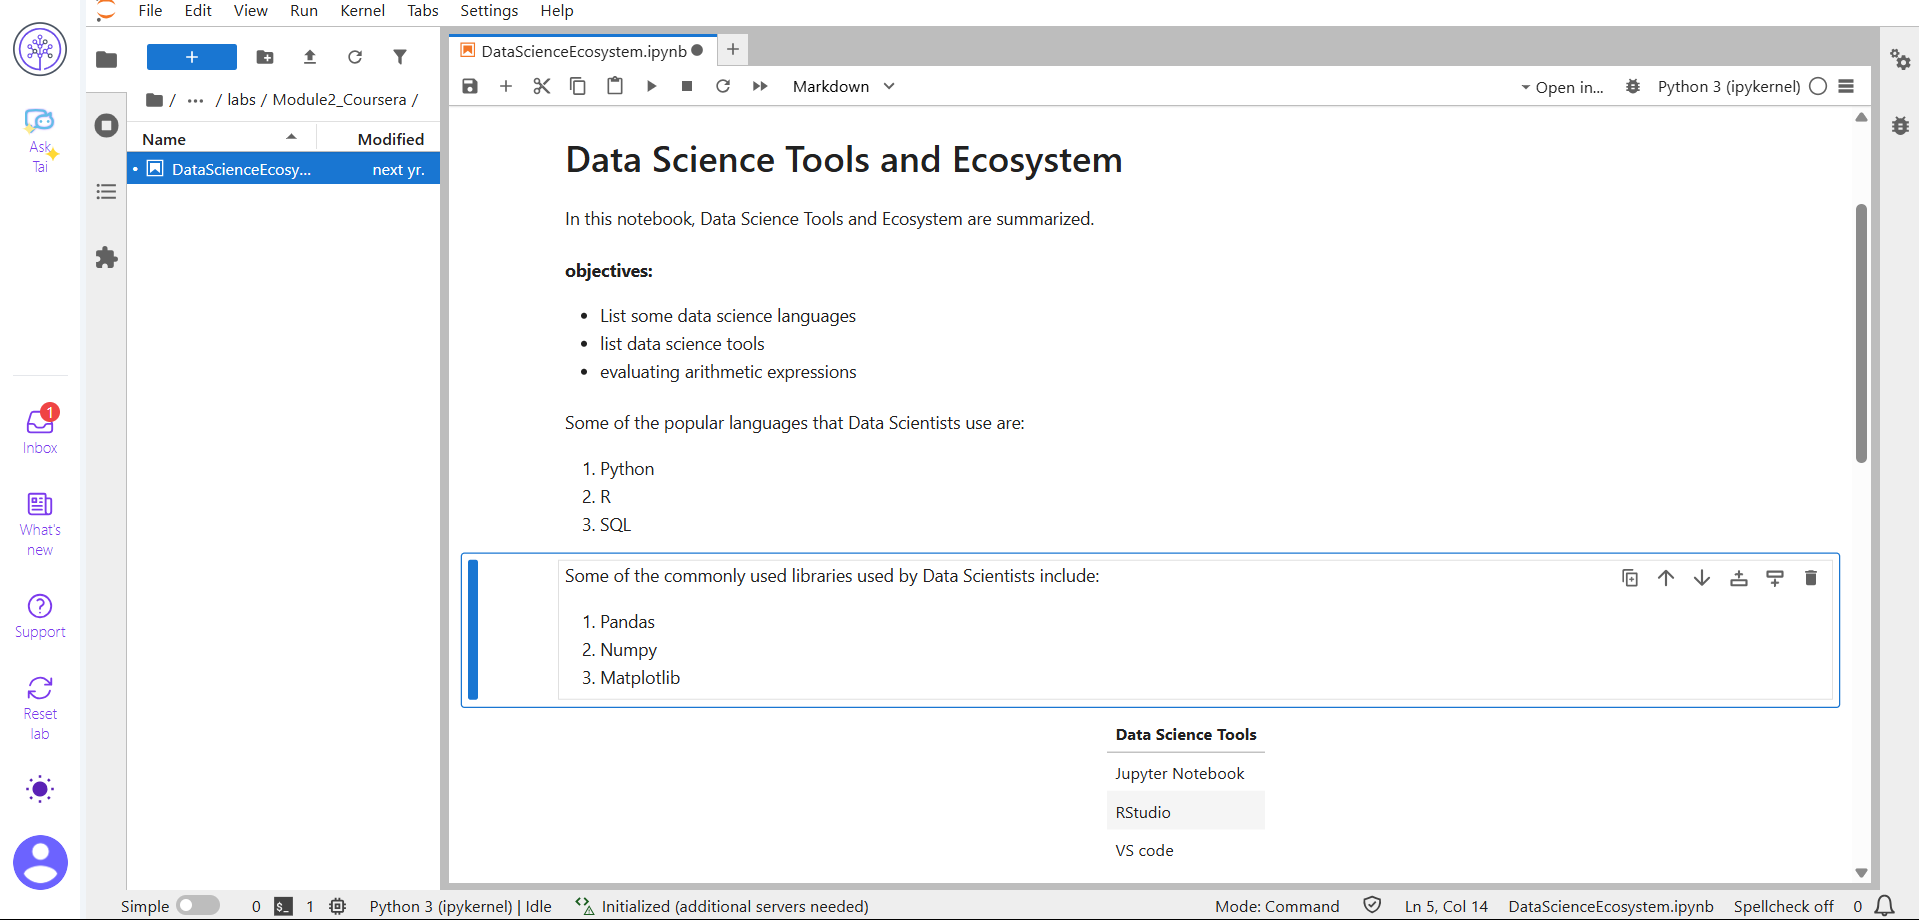 File Edit View Run Kernel Tabs Settings Help
Ask
Tai
1
Inbox
What's
new
Support
Reset
lab
/ ... / labs / Module2_Coursera /
Name Modified
DataScienceEcosy... next yr.
DataScienceEcosystem.ipynb
Markdown
Open in...
Python 3 (ipykernel)
Data Science Tools and Ecosystem
In this notebook, Data Science Tools and Ecosystem are summarized.
objectives:
• List some data science languages
• list data science tools
• evaluating arithmetic expressions
Some of the popular languages that Data Scientists use are:
1. Python
2. R
3. SQL
Some of the commonly used libraries used by Data Scientists include:
1. Pandas
2. Numpy
3. Matplotlib
Data Science Tools
Jupyter Notebook
RStudio
VS code
Simple 0 $_ 1 Python 3 (ipykernel) | Idle Initialized (additional servers needed) Mode: Command Ln 5, Col 14 DataScienceEcosystem.ipynb Spellcheck off 0